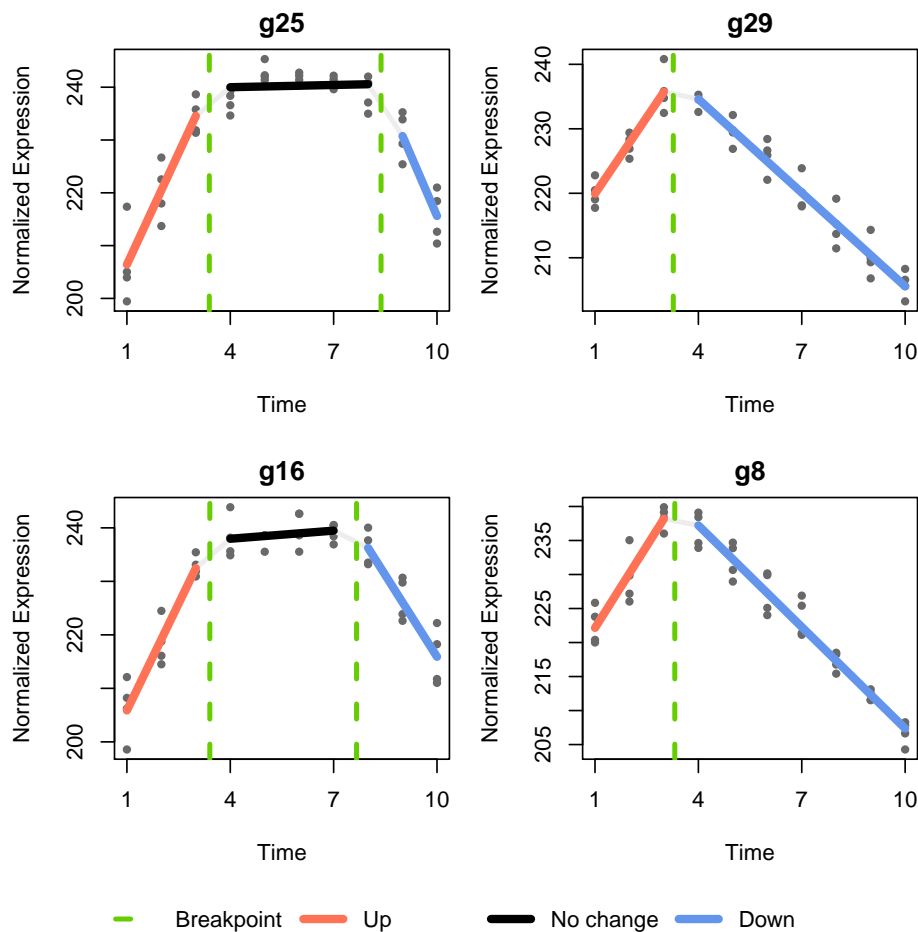 g25
g29
Normalized Expression
200
220
240
1
4
7
10
Time
Normalized Expression
210
220
230
240
1
4
7
10
Time
g16
g8
Normalized Expression
200
220
240
1
4
7
10
Time
Normalized Expression
205
215
225
235
1
4
7
10
Time
Breakpoint Up No change Down